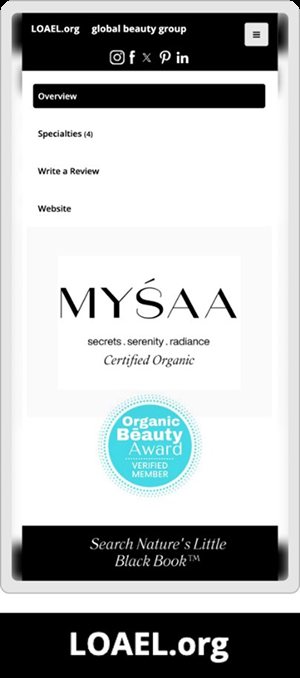 LOAEL.org global beauty group
Overview
Specialties (4)
Write a Review
Website
MYŚAA
secrets . serenity . radiance
Certified Organic
Organic
Bēauty
Award
VERIFIED
MEMBER
Search Nature's Little
Black Book™
LOAEL.org